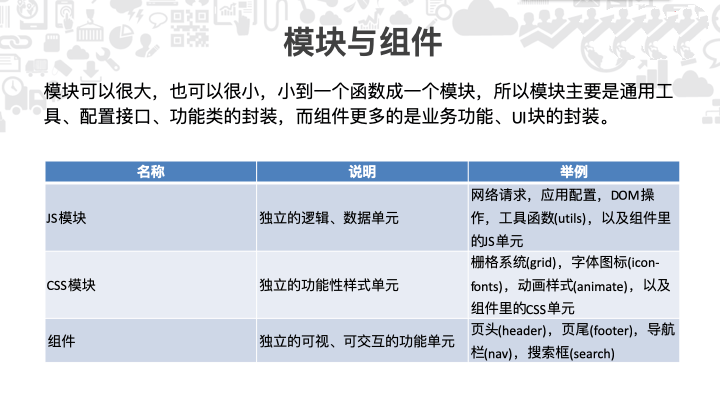 模块与组件
模块可以很大，也可以很小，小到一个函数成一个模块，所以模块主要是通用工
具、配置接口、功能类的封装，而组件更多的是业务功能、UI块的封装。
名称 说明 举例
JS模块 独立的逻辑、数据单元 网络请求，应用配置，DOM操
作，工具函数(utils)，以及组件里
的JS单元
CSS模块 独立的功能性样式单元 栅格系统(grid)，字体图标(icon-
fonts)，动画样式(animate)，以及
组件里的CSS单元
组件 独立的可视、可交互的功能单元 页头(header)，页尾(footer)，导航
栏(nav)，搜索框(search)